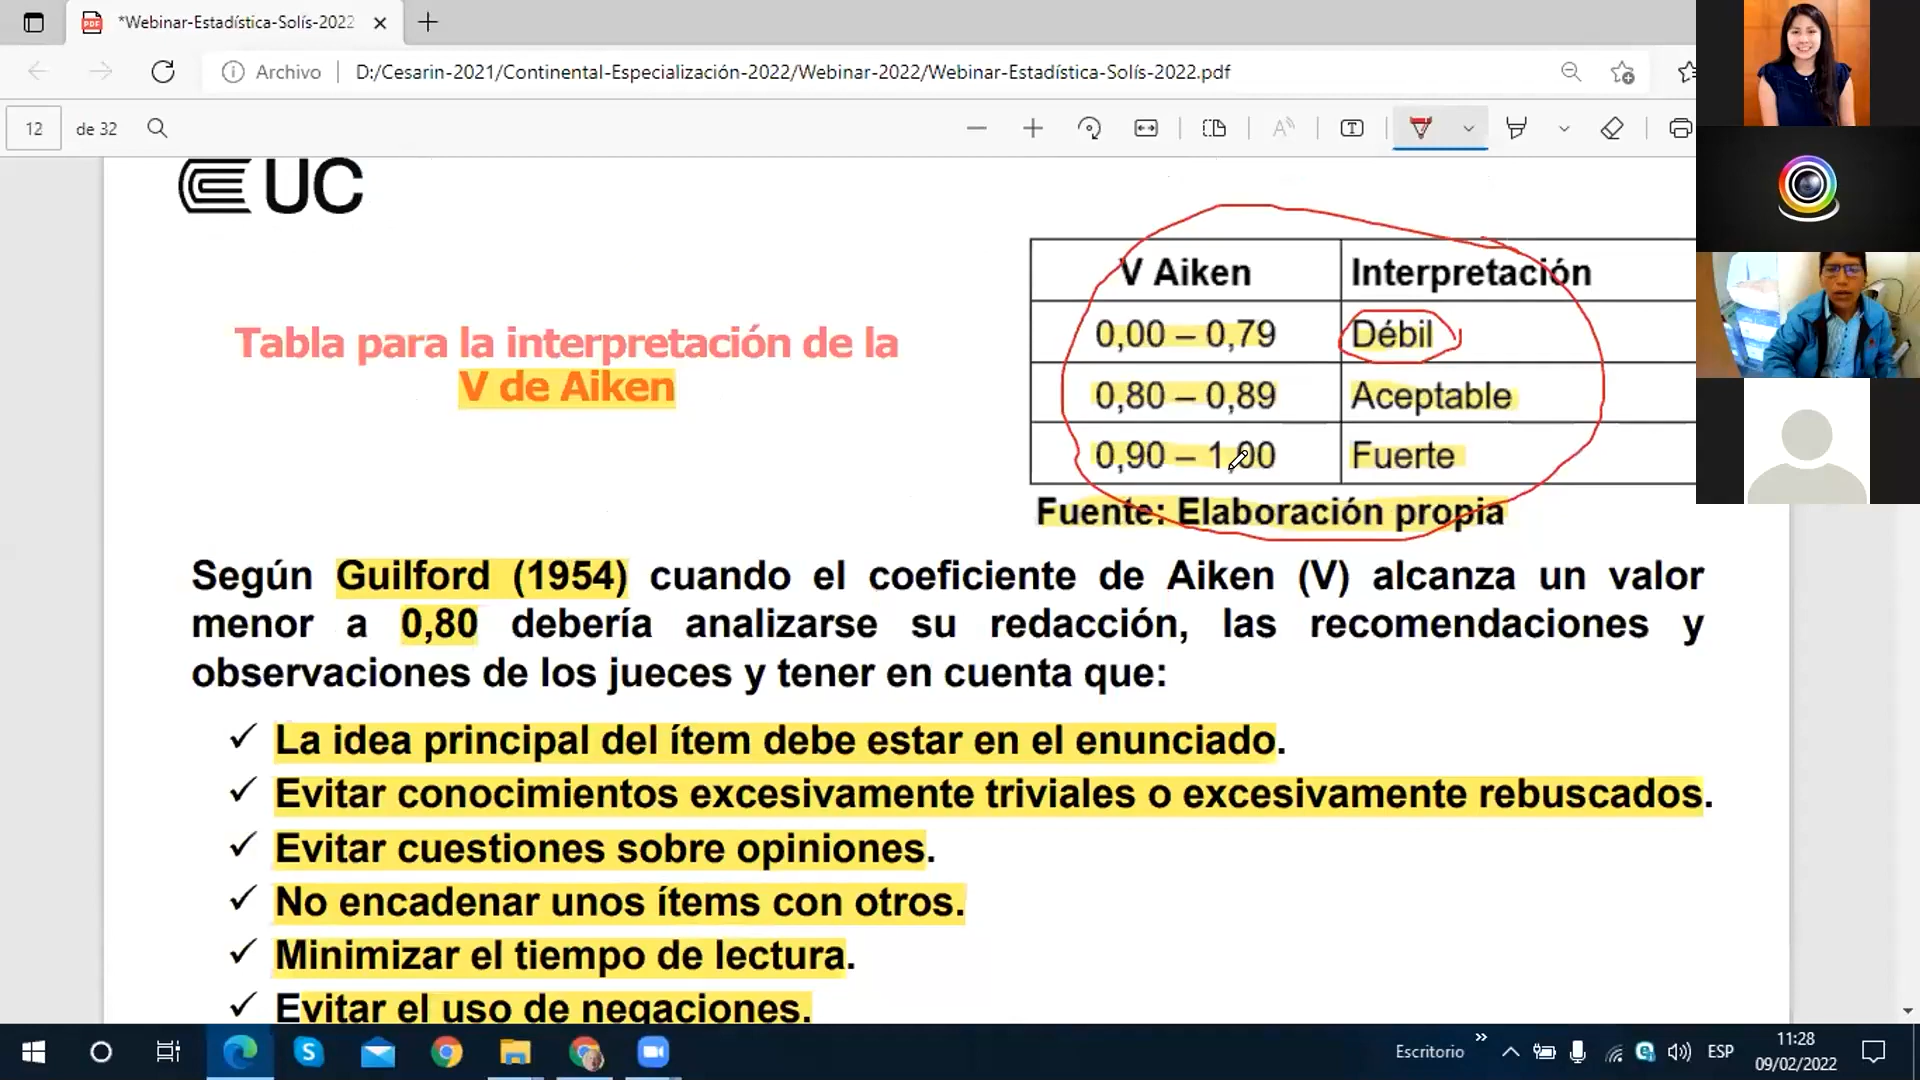 *Webinar-Estadística-Solís-2022
Archivo
D:/Cesarin-2021/Continental-Especialización-2022/Webinar-2022/Webinar-Estadística-Solís-2022.pdf
12 de 32
UC
Tabla para la interpretación de la
V de Aiken
V Aiken Interpretación
0,00 – 0,79 Débil
0,80 – 0,89 Aceptable
0,90 – 1,00 Fuerte
Fuente: Elaboración propia
Según Guilford (1954) cuando el coeficiente de Aiken (V) alcanza un valor
menor a 0,80 debería analizarse su redacción, las recomendaciones y
observaciones de los jueces y tener en cuenta que:
✓ La idea principal del ítem debe estar en el enunciado.
✓ Evitar conocimientos excesivamente triviales o excesivamente rebuscados.
✓ Evitar cuestiones sobre opiniones.
✓ No encadenar unos ítems con otros.
✓ Minimizar el tiempo de lectura.
✓ Evitar el uso de negaciones.
Escritorio
ESP
11:28
09/02/2022